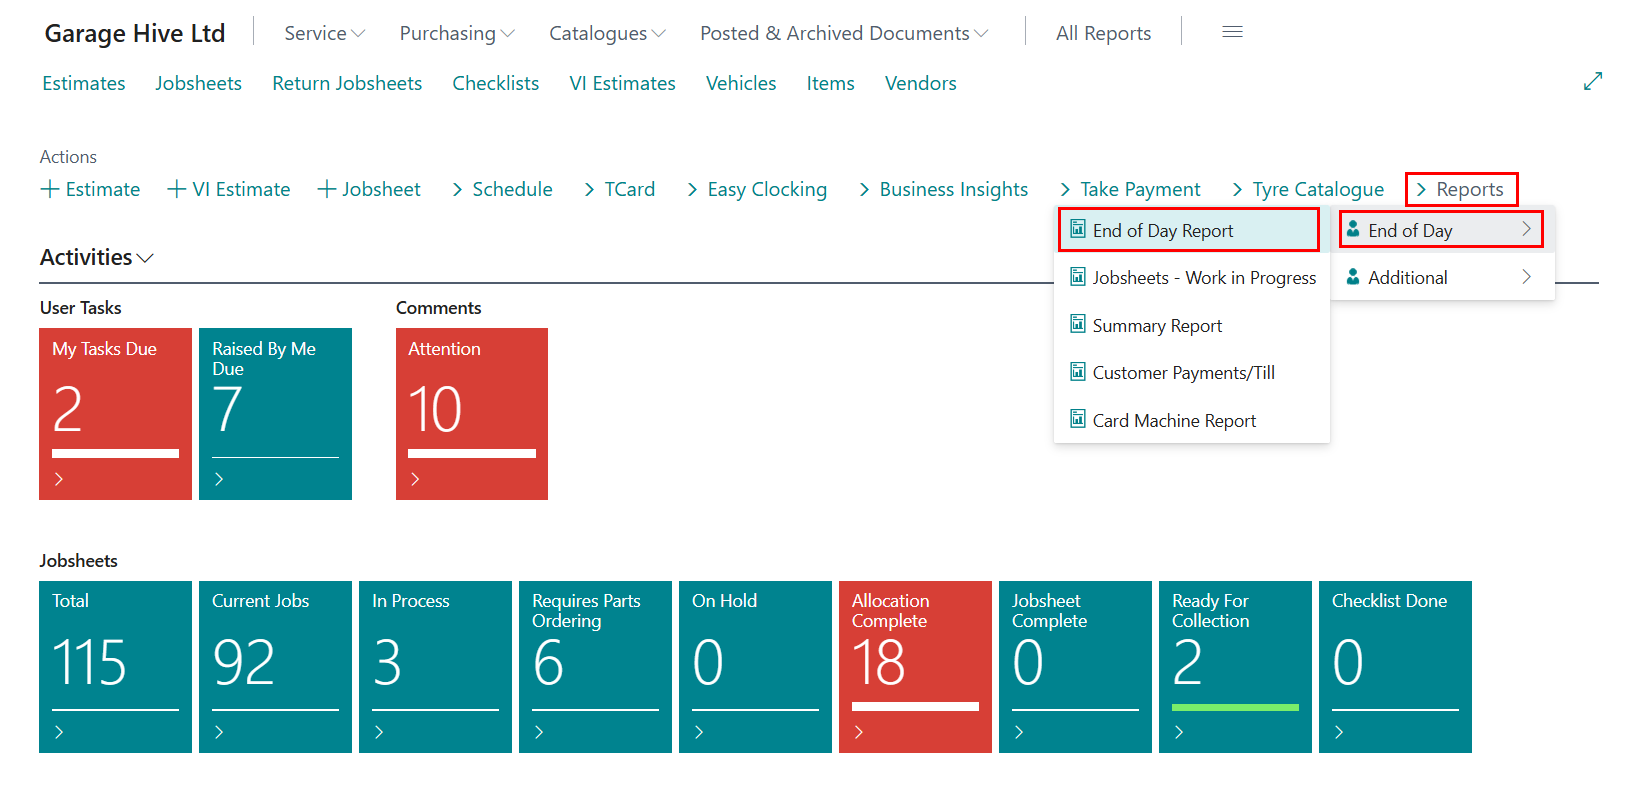 Garage Hive Ltd
Service
Purchasing
Catalogues
Posted & Archived Documents
All Reports
Estimates
Jobsheets
Return Jobsheets
Checklists
VI Estimates
Vehicles
Items
Vendors
Actions
Estimate
VI Estimate
Jobsheet
Schedule
TCard
Easy Clocking
Business Insights
Take Payment
Tyre Catalogue
Reports
End of Day
Additional
End of Day Report
Jobsheets - Work in Progress
Summary Report
Customer Payments/Till
Card Machine Report
Activities
User Tasks
My Tasks Due
2
Raised By Me
Due
7
Comments
Attention
10
Jobsheets
Total
115
Current Jobs
92
In Process
3
Requires Parts
Ordering
6
On Hold
0
Allocation
Complete
18
Jobsheet
Complete
0
Ready For
Collection
2
Checklist Done
0